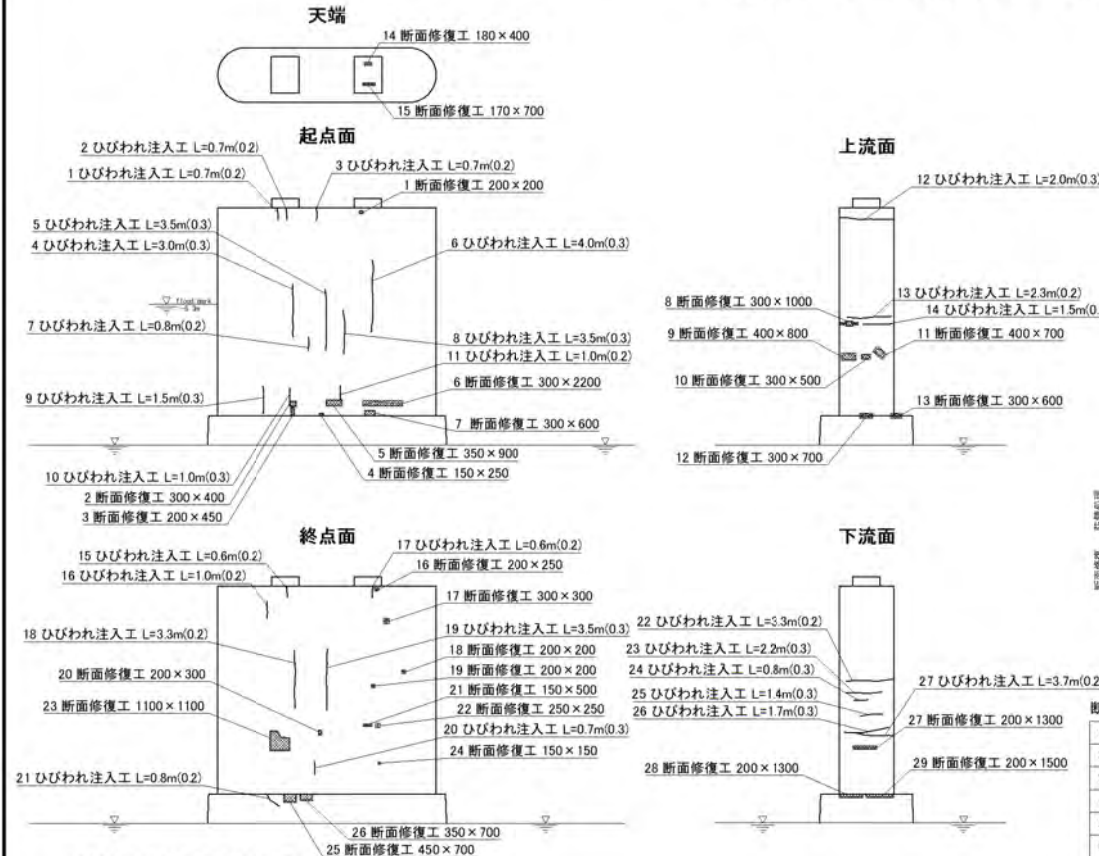 天端
14 断面修復工 180×400
15 断面修復工 170×700
起点面
2 ひびわれ注入工 L=0.7m(0.2)
1 ひびわれ注入工 L=0.7m(0.2)
3 ひびわれ注入工 L=0.7m(0.2)
1 断面修復工 200×200
5 ひびわれ注入工 L=3.5m(0.3)
4 ひびわれ注入工 L=3.0m(0.3)
6 ひびわれ注入工 L=4.0m(0.3)
7 ひびわれ注入工 L=0.8m(0.2)
8 ひびわれ注入工 L=3.5m(0.3)
11 ひびわれ注入工 L=1.0m(0.2)
6 断面修復工 300×2200
9 ひびわれ注入工 L=1.5m(0.3)
7 断面修復工 300×600
5 断面修復工 350×900
4 断面修復工 150×250
10 ひびわれ注入工 L=1.0m(0.3)
2 断面修復工 300×400
3 断面修復工 200×450
上流面
12 ひびわれ注入工 L=2.0m(0.3)
13 ひびわれ注入工 L=2.3m(0.2)
8 断面修復工 300×1000
14 ひびわれ注入工 L=1.5m(0.
9 断面修復工 400×800
11 断面修復工 400×700
10 断面修復工 300×500
13 断面修復工 300×600
12 断面修復工 300×700
終点面
15 ひびわれ注入工 L=0.6m(0.2)
16 ひびわれ注入工 L=1.0m(0.2)
17 ひびわれ注入工 L=0.6m(0.2)
16 断面修復工 200×250
17 断面修復工 300×300
18 ひびわれ注入工 L=3.3m(0.2)
19 ひびわれ注入工 L=3.5m(0.3)
18 断面修復工 200×200
19 断面修復工 200×200
20 断面修復工 200×300
21 断面修復工 150×500
22 断面修復工 250×250
23 断面修復工 1100×1100
20 ひびわれ注入工 L=0.7m(0.3)
24 断面修復工 150×150
21 ひびわれ注入工 L=0.8m(0.2)
26 断面修復工 350×700
25 断面修復工 450×700
下流面
22 ひびわれ注入工 L=3.3m(0.2)
23 ひびわれ注入工 L=2.2m(0.3)
24 ひびわれ注入工 L=0.8m(0.3)
25 ひびわれ注入工 L=1.4m(0.3)
26 ひびわれ注入工 L=1.7m(0.3)
27 ひびわれ注入工 L=3.7m(0.2
27 断面修復工 200×1300
28 断面修復工 200×1300
29 断面修復工 200×1500